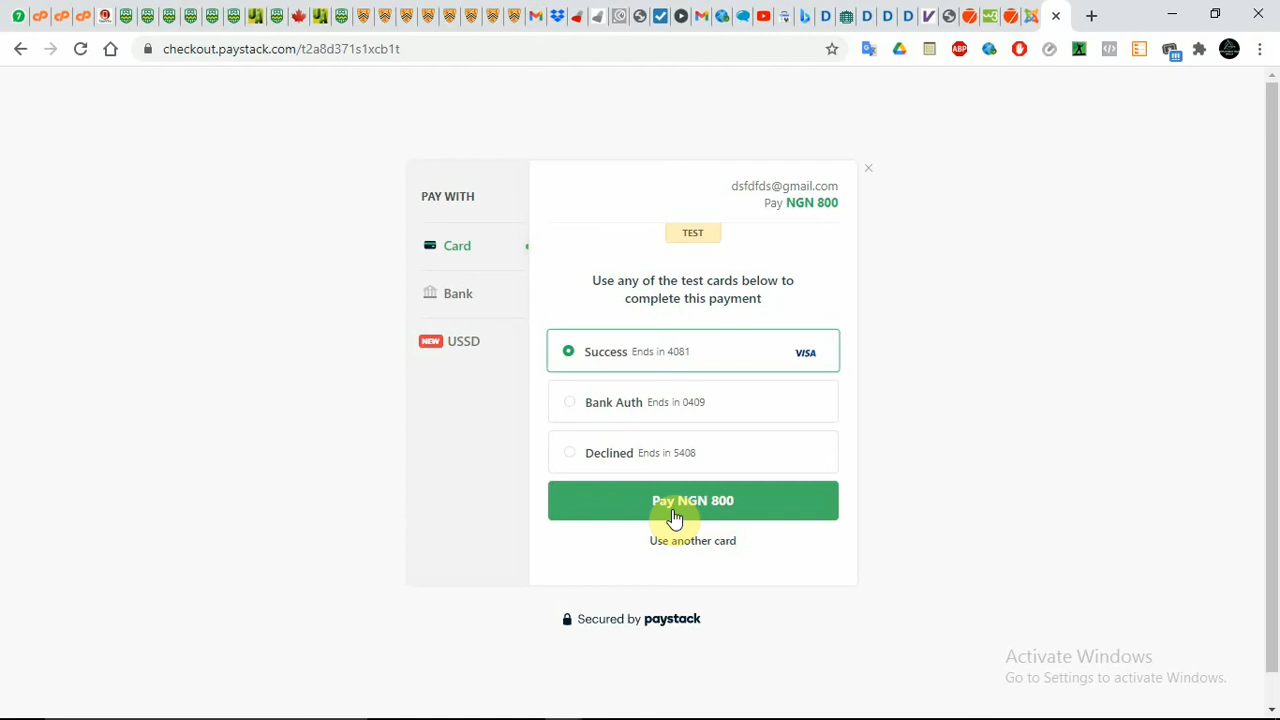 checkout.paystack.com/t2a8d371s1xcb1t
PAY WITH
Card
Bank
NEW USSD
dsfdfds@gmail.com
Pay NGN 800
TEST
Use any of the test cards below to
complete this payment
Success Ends in 4081 VISA
Bank Auth Ends in 0409
Declined Ends in 5408
Pay NGN 800
Use another card
Secured by paystack
Activate Windows
Go to Settings to activate Windows.